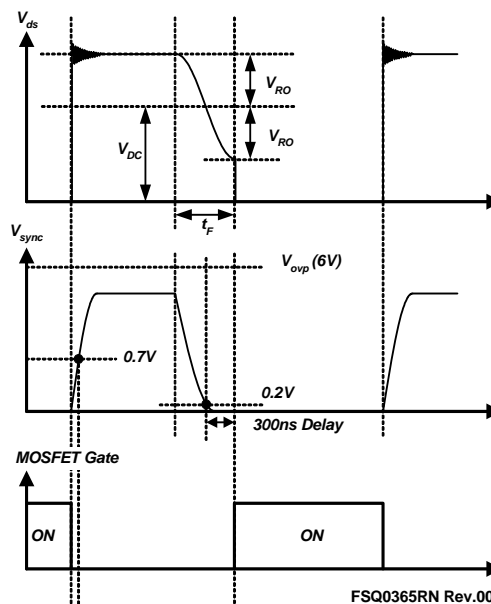 Vds
VRO
VRO
VDC
tF
Vsync
Vovp (6V)
0.7V
0.2V
300ns Delay
MOSFET Gate
ON
ON
FSQ0365RN Rev.00